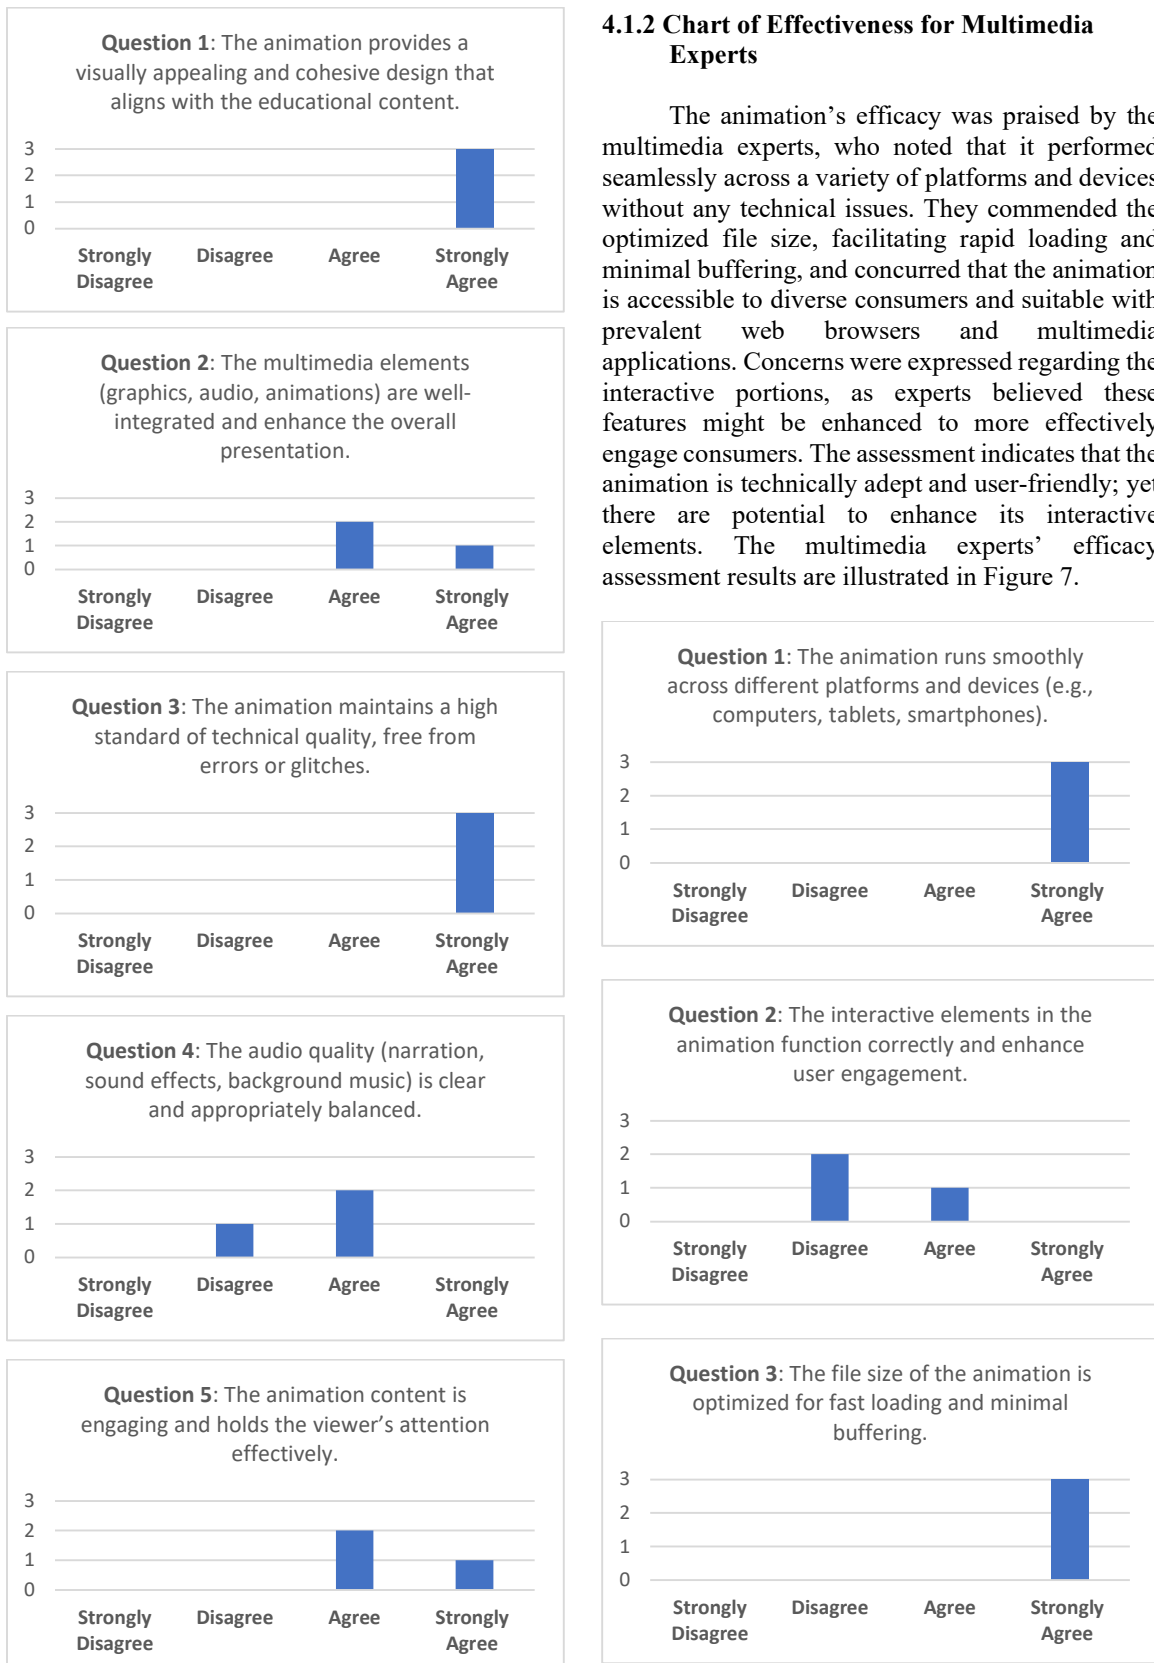 Question 1: The animation provides a
visually appealing and cohesive design that
aligns with the educational content.
3
2
1
0
Strongly Disagree Disagree Agree Strongly Agree
Question 2: The multimedia elements
(graphics, audio, animations) are well-
integrated and enhance the overall
presentation.
3
2
1
0
Strongly Disagree Disagree Agree Strongly Agree
Question 3: The animation maintains a high
standard of technical quality, free from
errors or glitches.
3
2
1
0
Strongly Disagree Disagree Agree Strongly Agree
Question 4: The audio quality (narration,
sound effects, background music) is clear
and appropriately balanced.
3
2
1
0
Strongly Disagree Disagree Agree Strongly Agree
Question 5: The animation content is
engaging and holds the viewer’s attention
effectively.
3
2
1
0
Strongly Disagree Disagree Agree Strongly Agree
4.1.2 Chart of Effectiveness for Multimedia
Experts
The animation’s efficacy was praised by the
multimedia experts, who noted that it performed
seamlessly across a variety of platforms and devices
without any technical issues. They commended the
optimized file size, facilitating rapid loading and
minimal buffering, and concurred that the animation
is accessible to diverse consumers and suitable with
prevalent web browsers and multimedia
applications. Concerns were expressed regarding the
interactive portions, as experts believed these
features might be enhanced to more effectively
engage consumers. The assessment indicates that the
animation is technically adept and user-friendly; yet
there are potential to enhance its interactive
elements. The multimedia experts’ efficacy
assessment results are illustrated in Figure 7.
Question 1: The animation runs smoothly
across different platforms and devices (e.g.,
computers, tablets, smartphones).
3
2
1
0
Strongly Disagree Disagree Agree Strongly Agree
Question 2: The interactive elements in the
animation function correctly and enhance
user engagement.
3
2
1
0
Strongly Disagree Disagree Agree Strongly Agree
Question 3: The file size of the animation is
optimized for fast loading and minimal
buffering.
3
2
1
0
Strongly Disagree Disagree Agree Strongly Agree